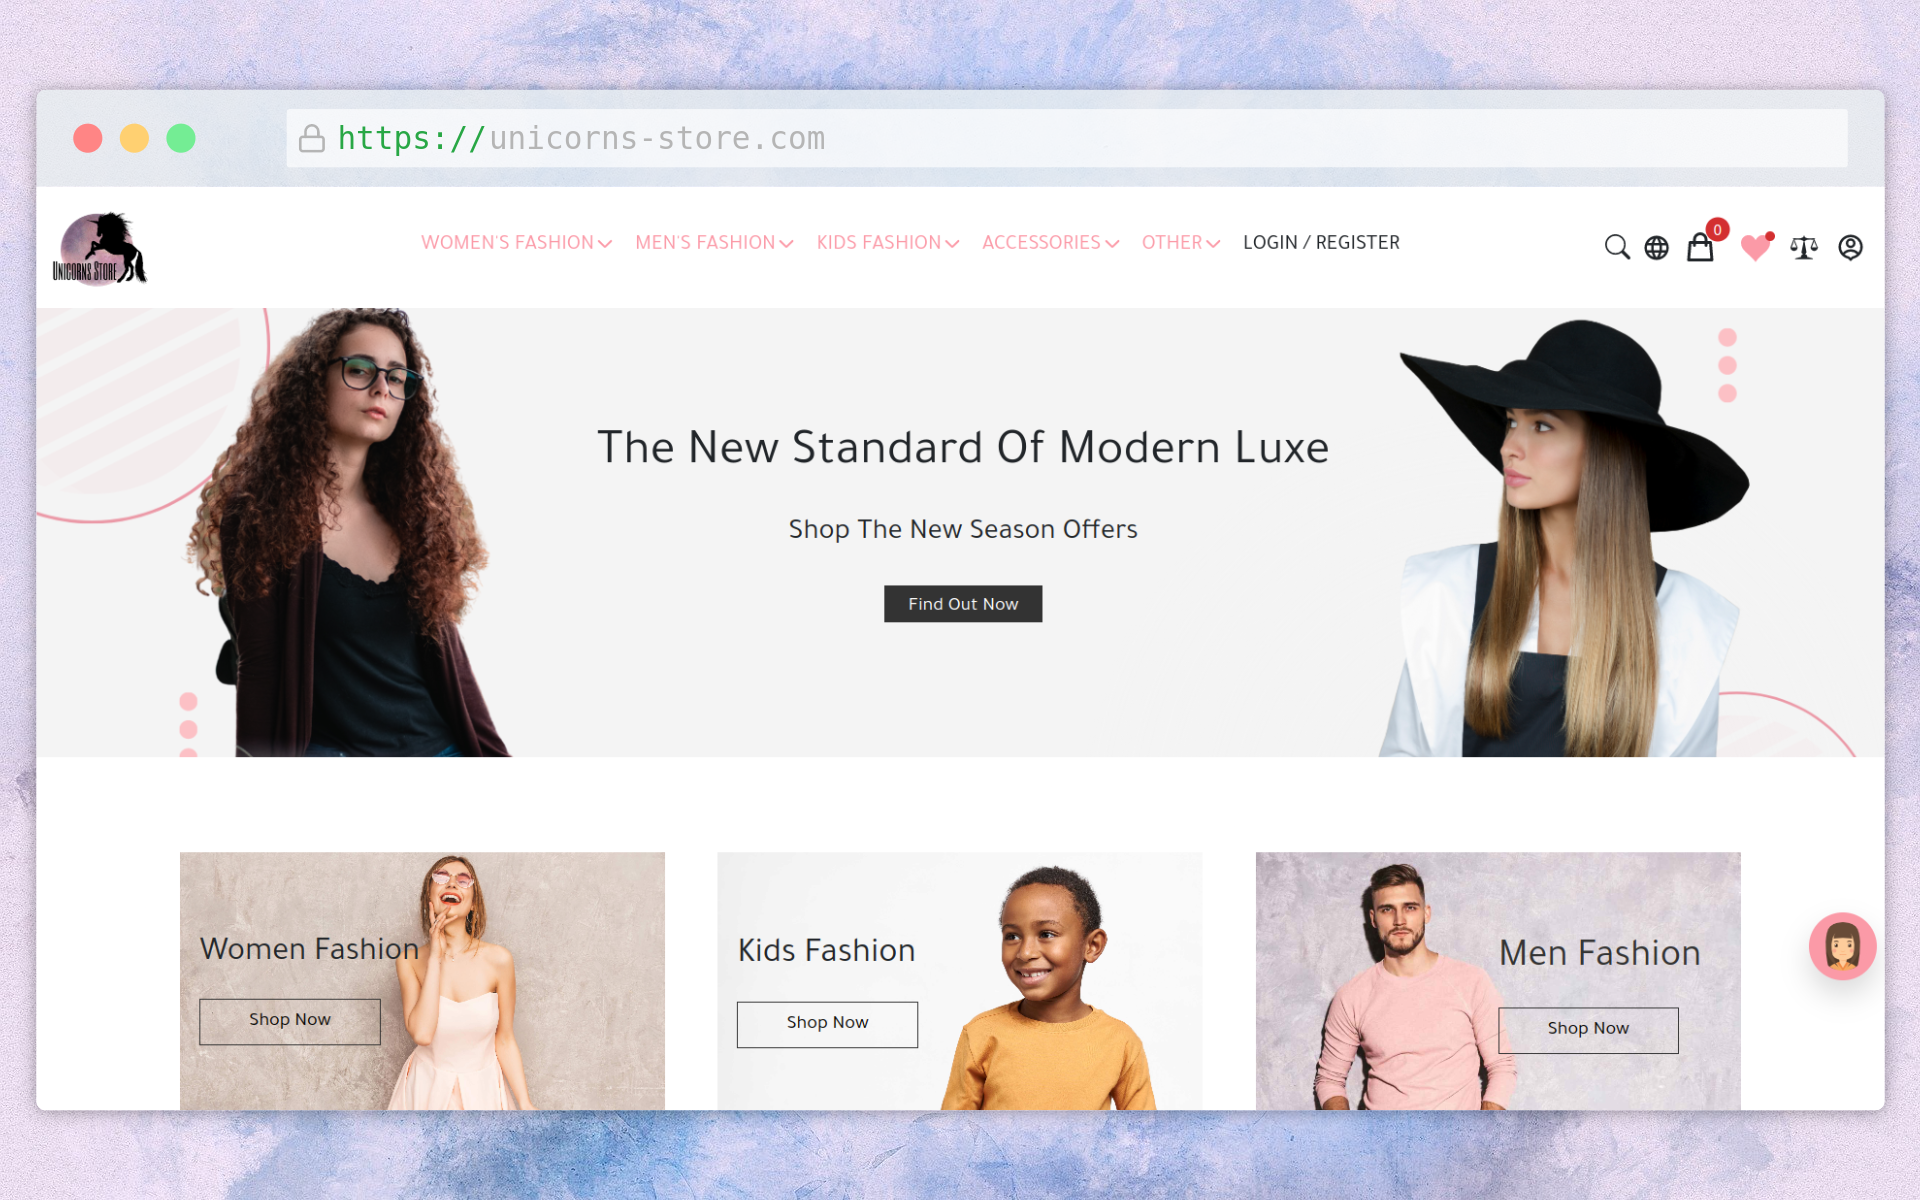 https://unicorns-store.com
UNICORNS STORE
WOMEN'S FASHION
MEN'S FASHION
KIDS FASHION
ACCESSORIES
OTHER
LOGIN / REGISTER
0
The New Standard Of Modern Luxe
Shop The New Season Offers
Find Out Now
Women Fashion
Shop Now
Kids Fashion
Shop Now
Men Fashion
Shop Now